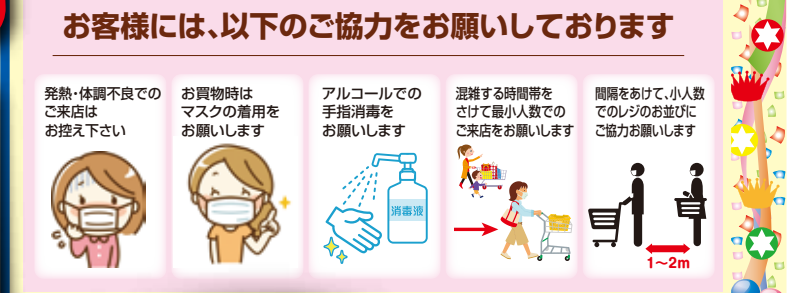 お客様には、以下のご協力をお願いしております
発熱・体調不良での
ご来店は
お控え下さい
お買物時は
マスクの着用を
お願いします
アルコールでの
手指消毒を
お願いします
消毒液
混雑する時間帯を
さけて最小人数での
ご来店をお願いします
間隔をあけて、小人数
でのレジのお並びに
ご協力お願いします
1〜2m